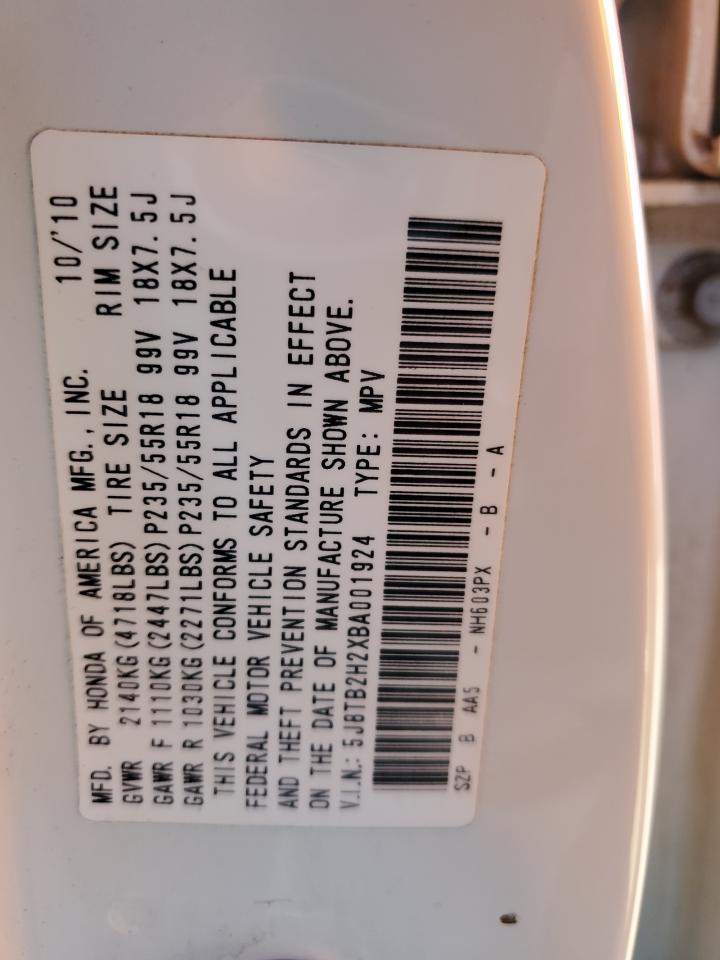 MFD. BY HONDA OF AMERICA MFG., INC. 10/'10
GVWR 2140KG(4718LBS) TIRE SIZE RIM SIZE
GAWR F 1110KG(2447LBS)P235/55R18 99V 18X7.5J
GAWR R 1030KG(2271LBS)P235/55R18 99V 18X7.5J
THIS VEHICLE CONFORMS TO ALL APPLICABLE
FEDERAL MOTOR VEHICLE SAFETY
AND THEFT PREVENTION STANDARDS IN EFFECT
ON THE DATE OF MANUFACTURE SHOWN ABOVE.
V.I.N.: 5J8TB2H2XBA001924 TYPE: MPV
SZP B AA5 - NH603PX - B - A